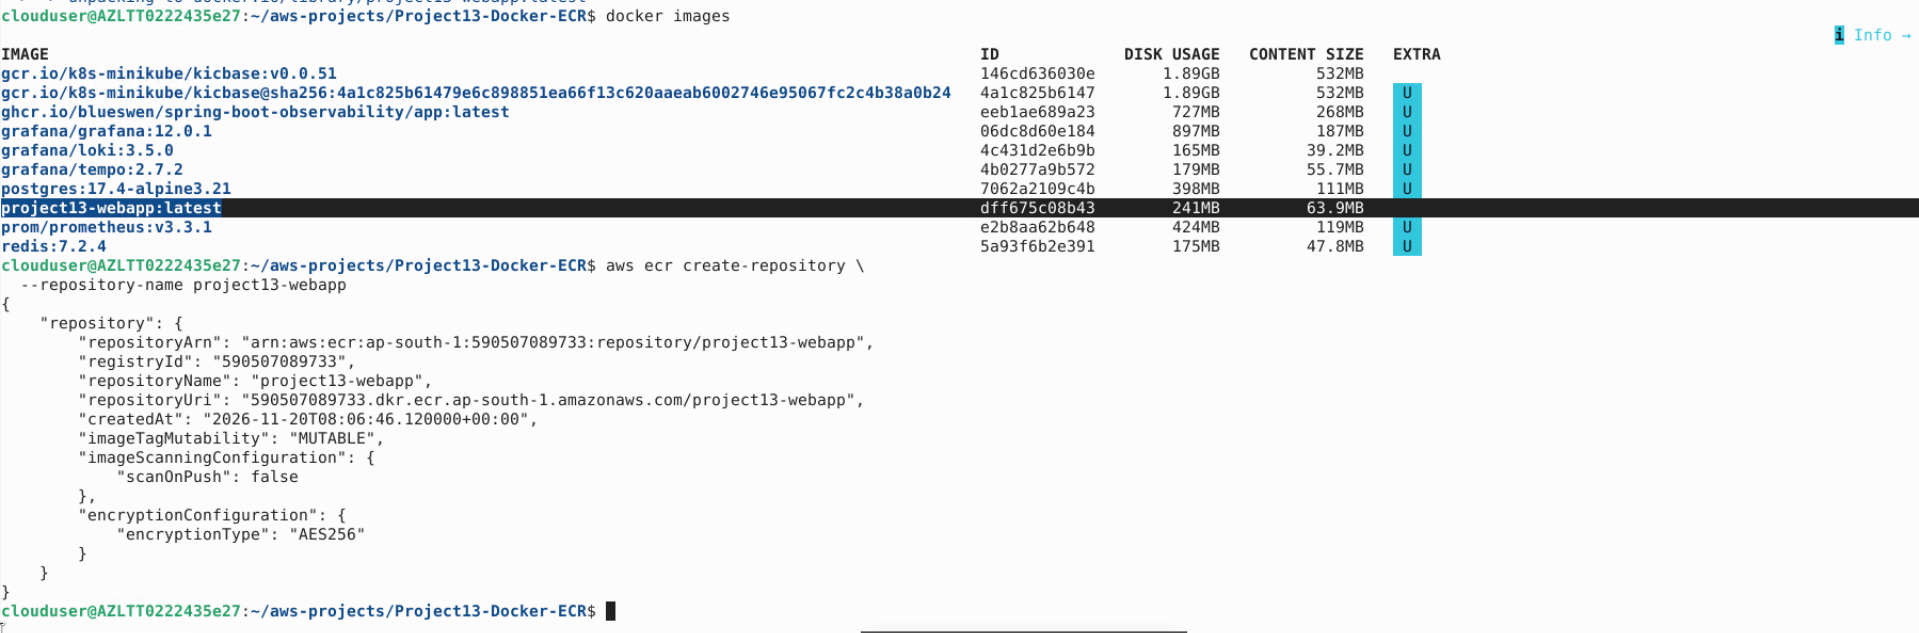 clouduser@AZLTT0222435e27:~/aws-projects/Project13-Docker-ECR$ docker images
i Info →
IMAGE ID DISK USAGE CONTENT SIZE EXTRA
gcr.io/k8s-minikube/kicbase:v0.0.51 146cd636030e 1.89GB 532MB
gcr.io/k8s-minikube/kicbase@sha256:4a1c825b61479e6c898851ea66f13c620aaeab6002746e95067fc2c4b38a0b24 4a1c825b6147 1.89GB 532MB U
ghcr.io/blueswen/spring-boot-observability/app:latest eeb1ae689a23 727MB 268MB U
grafana/grafana:12.0.1 06dc8d60e184 897MB 187MB U
grafana/loki:3.5.0 4c431d2e6b9b 165MB 39.2MB U
grafana/tempo:2.7.2 4b0277a9b572 179MB 55.7MB U
postgres:17.4-alpine3.21 7062a2109c4b 398MB 111MB U
project13-webapp:latest dff675c08b43 241MB 63.9MB
prom/prometheus:v3.3.1 e2b8aa62b648 424MB 119MB U
redis:7.2.4 5a93f6b2e391 175MB 47.8MB U
clouduser@AZLTT0222435e27:~/aws-projects/Project13-Docker-ECR$ aws ecr create-repository \
  --repository-name project13-webapp
{
    "repository": {
        "repositoryArn": "arn:aws:ecr:ap-south-1:590507089733:repository/project13-webapp",
        "registryId": "590507089733",
        "repositoryName": "project13-webapp",
        "repositoryUri": "590507089733.dkr.ecr.ap-south-1.amazonaws.com/project13-webapp",
        "createdAt": "2026-11-20T08:06:46.120000+00:00",
        "imageTagMutability": "MUTABLE",
        "imageScanningConfiguration": {
            "scanOnPush": false
        },
        "encryptionConfiguration": {
            "encryptionType": "AES256"
        }
    }
}
clouduser@AZLTT0222435e27:~/aws-projects/Project13-Docker-ECR$